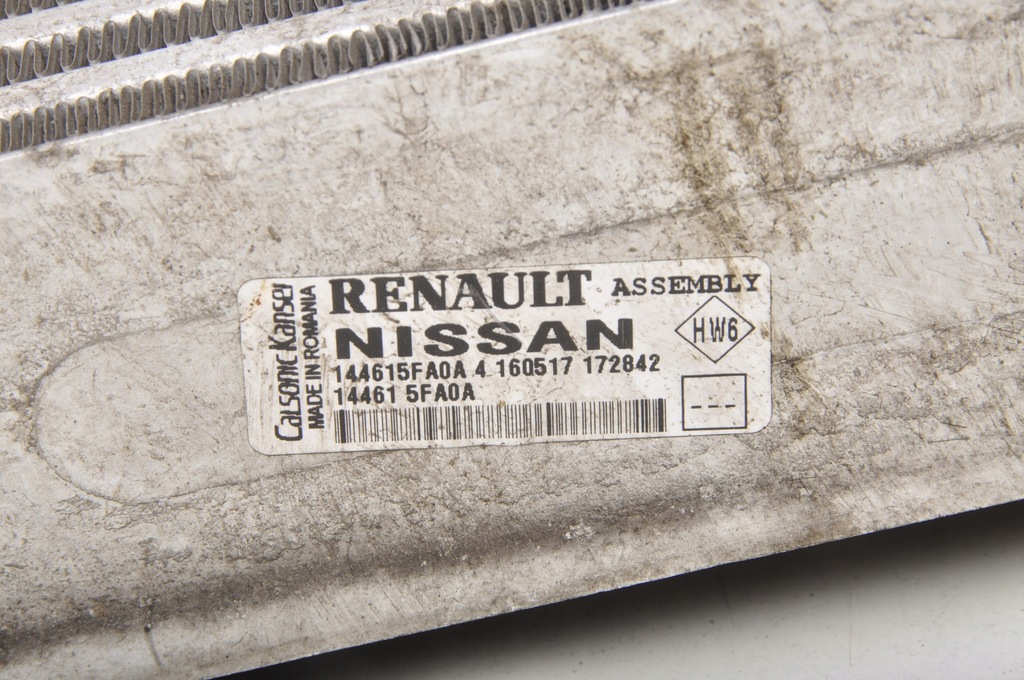 Calsonic Kansei
MADE IN ROMANIA
RENAULT ASSEMBLY
NISSAN
HW6
144615FA0A 4 160517 172842
14461 5FA0A
---